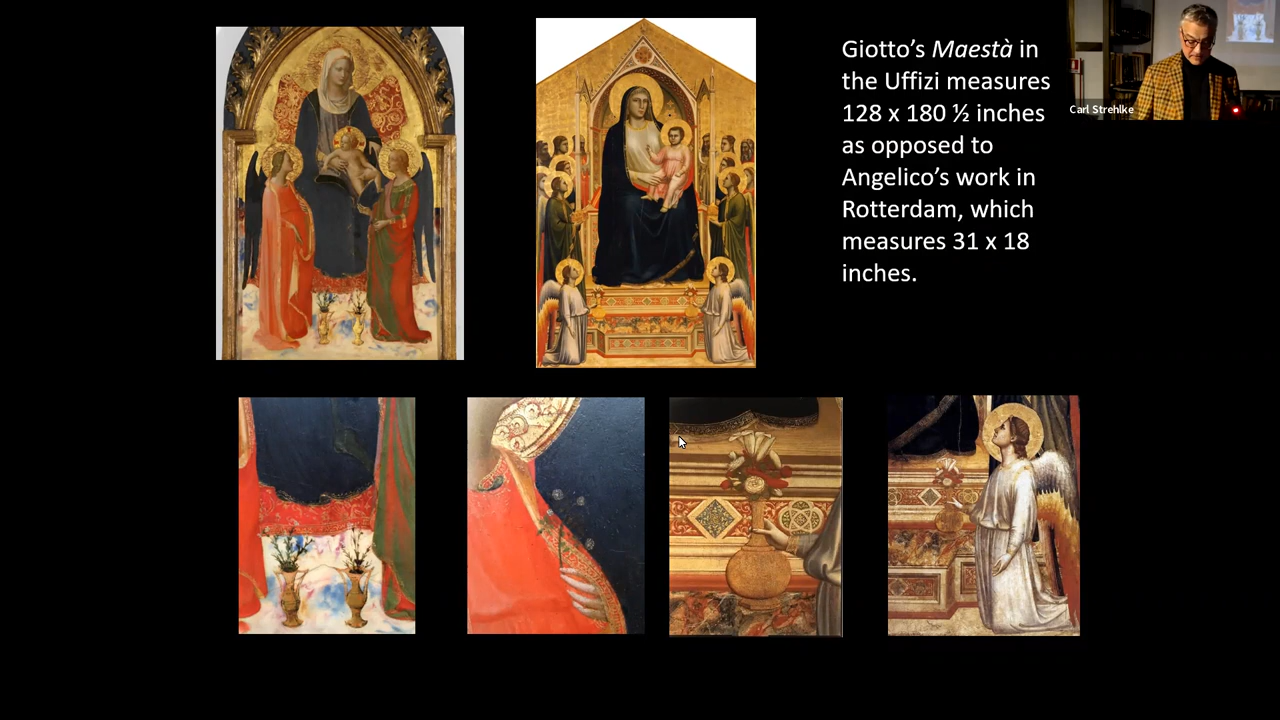 Giotto's Maestà in
the Uffizi measures
128 x 180 ½ inches
as opposed to
Angelico's work in
Rotterdam, which
measures 31 x 18
inches.
Carl Strehlke